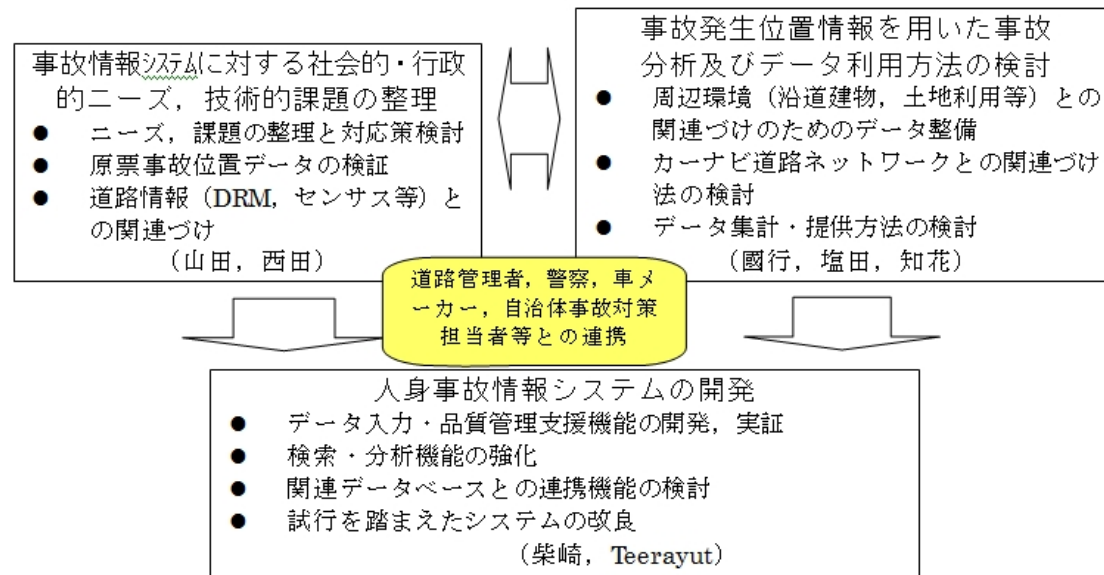 事故情報システムに対する社会的・行政
的ニーズ，技術的課題の整理
● ニーズ，課題の整理と対応策検討
● 原票事故位置データの検証
● 道路情報（DRM，センサス等）と
の関連づけ
（山田，西田）
事故発生位置情報を用いた事故
分析及びデータ利用方法の検討
● 周辺環境（沿道建物，土地利用等）との
関連づけのためのデータ整備
● カーナビ道路ネットワークとの関連づけ
法の検討
● データ集計・提供方法の検討
（國行，塩田，知花）
道路管理者，警察，車メ
ーカー，自治体事故対策
担当者等との連携
人身事故情報システムの開発
● データ入力・品質管理支援機能の開発，実証
● 検索・分析機能の強化
● 関連データベースとの連携機能の検討
● 試行を踏まえたシステムの改良
（柴崎，Teerayut）